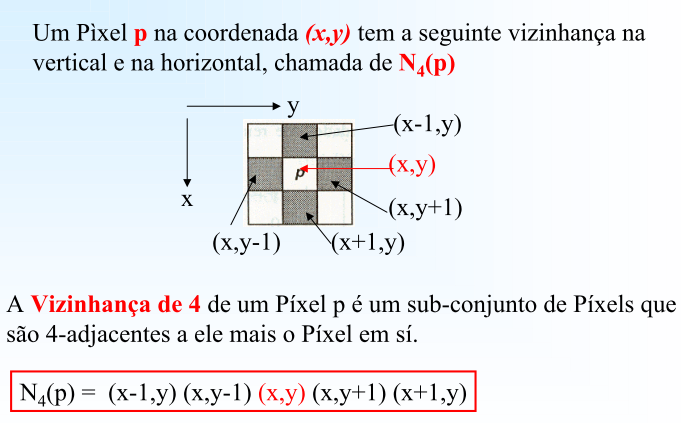 Um Pìxel p na coordenada (x,y) tem a seguinte vizinhança na
vertical e na horizontal, chamada de N₄(p)
y
(x-1,y)
p
(x,y)
x
(x,y+1)
(x,y-1)
(x+1,y)
A Vizinhança de 4 de um Píxel p é um sub-conjunto de Píxels que
são 4-adjacentes a ele mais o Píxel em sí.
N₄(p) = (x-1,y) (x,y-1) (x,y) (x,y+1) (x+1,y)